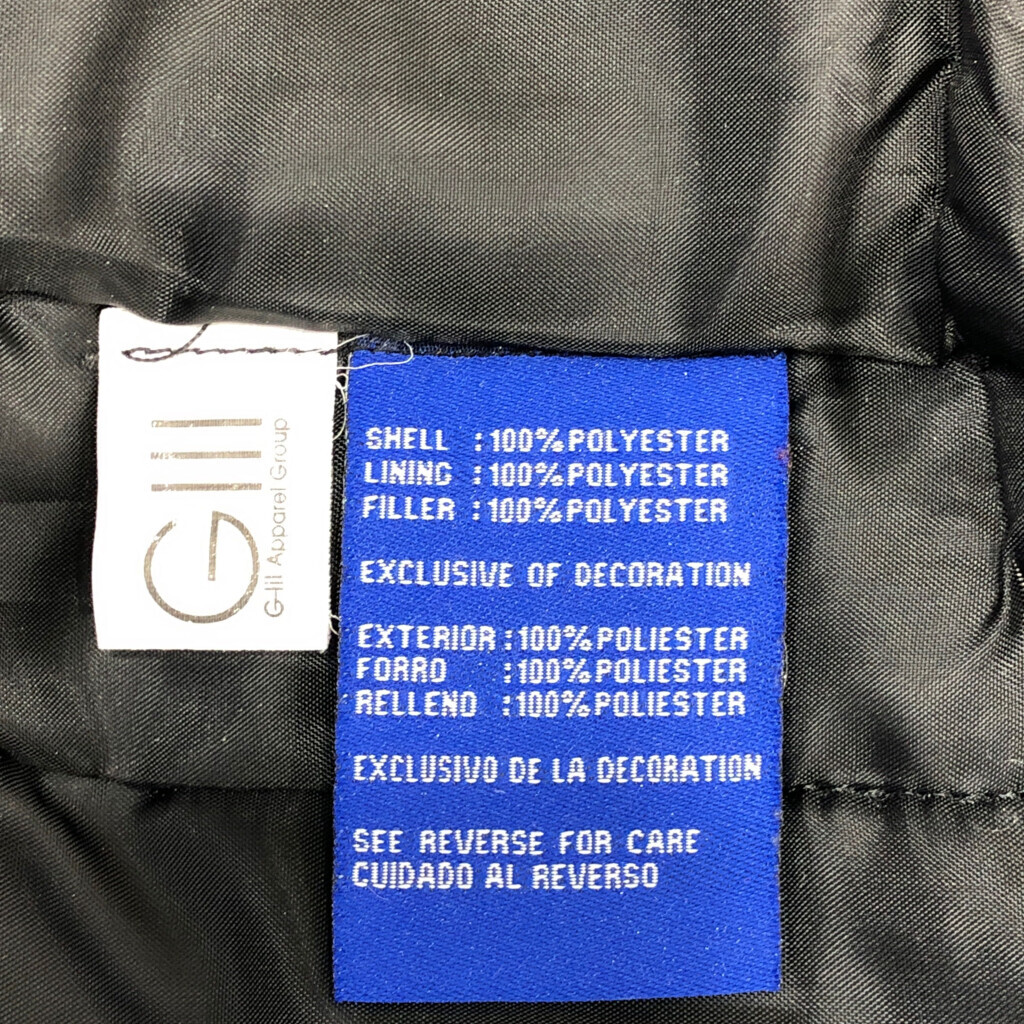 GIII
G-III Apparel Group
SHELL : 100% POLYESTER
LINING : 100% POLYESTER
FILLER : 100% POLYESTER
EXCLUSIVE OF DECORATION
EXTERIOR : 100% POLIESTER
FORRO : 100% POLIESTER
RELLENO : 100% POLIESTER
EXCLUSIVO DE LA DECORATION
SEE REVERSE FOR CARE
CUIDADO AL REVERSO